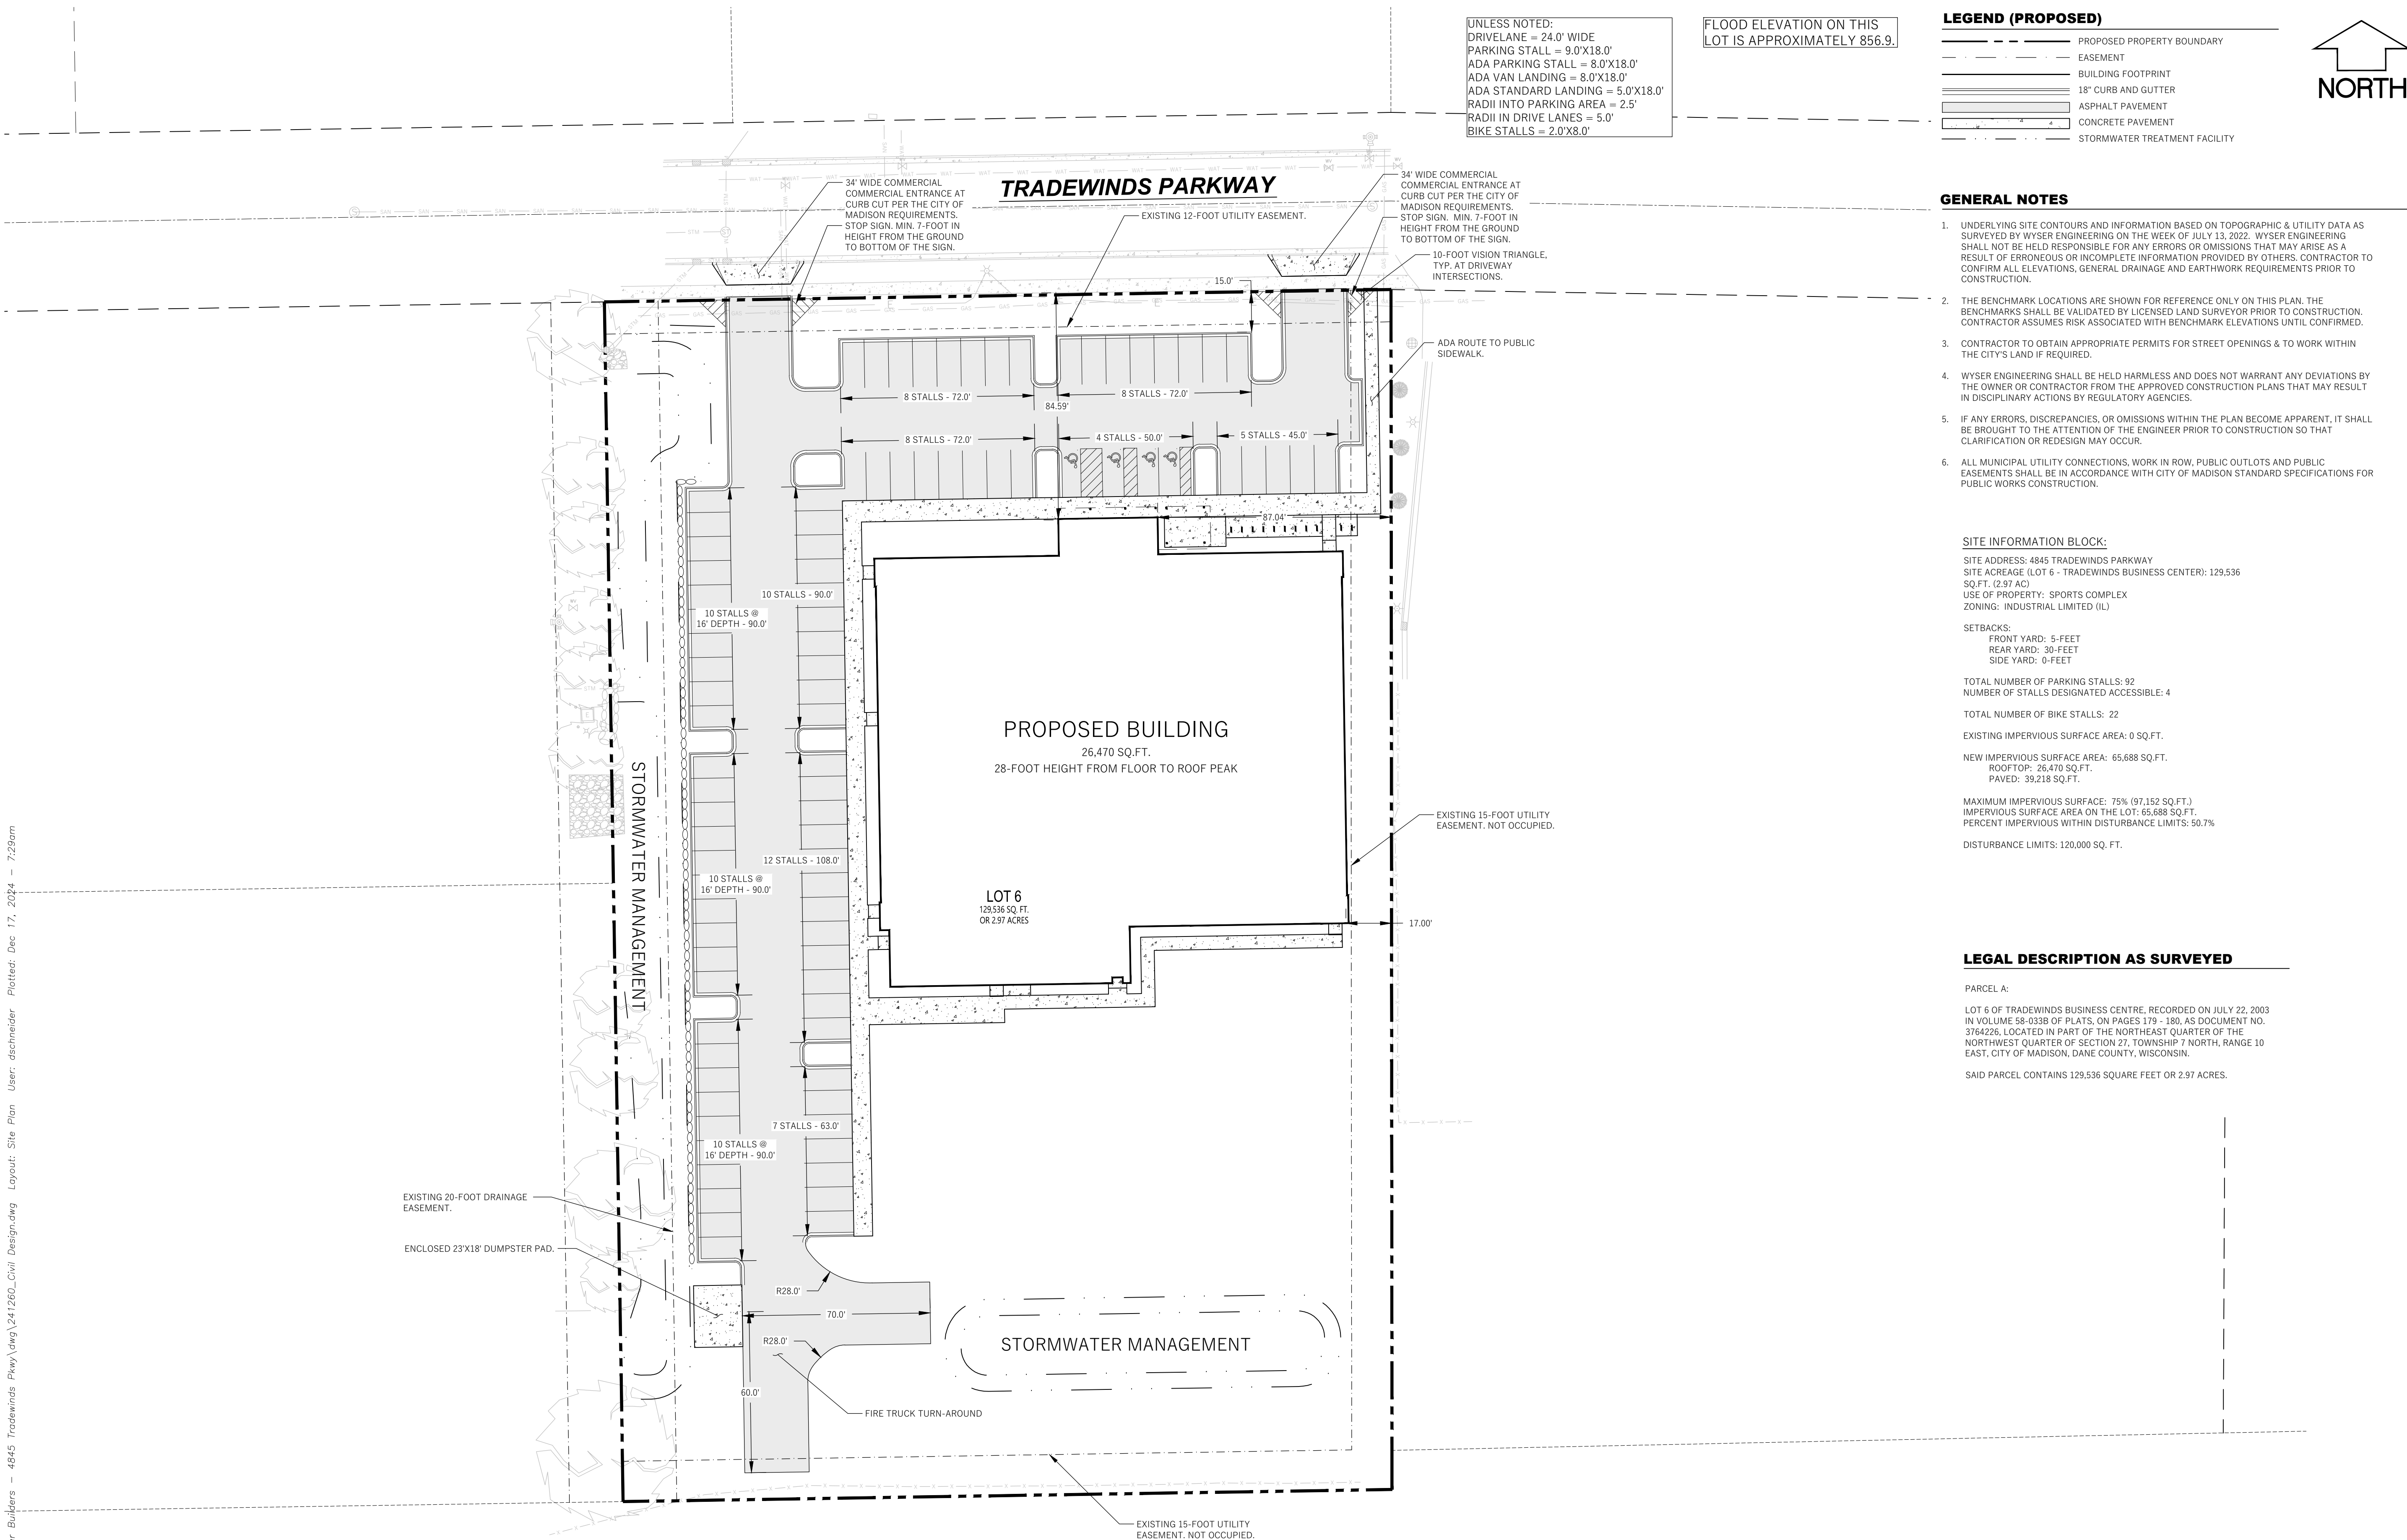 UNLESS NOTED:
DRIVELANE = 24.0' WIDE
PARKING STALL = 9.0'X18.0'
ADA PARKING STALL = 8.0'X18.0'
ADA VAN LANDING = 8.0'X18.0'
ADA STANDARD LANDING = 5.0'X18.0'
RADII INTO PARKING AREA = 2.5'
RADII IN DRIVE LANES = 5.0'
BIKE STALLS = 2.0'X8.0'
FLOOD ELEVATION ON THIS
LOT IS APPROXIMATELY 856.9.
LEGEND (PROPOSED)
PROPOSED PROPERTY BOUNDARY
EASEMENT
BUILDING FOOTPRINT
18" CURB AND GUTTER
ASPHALT PAVEMENT
CONCRETE PAVEMENT
STORMWATER TREATMENT FACILITY
NORTH
GENERAL NOTES
1. UNDERLYING SITE CONTOURS AND INFORMATION BASED ON TOPOGRAPHIC & UTILITY DATA AS
SURVEYED BY WYSER ENGINEERING ON THE WEEK OF JULY 13, 2022. WYSER ENGINEERING
SHALL NOT BE HELD RESPONSIBLE FOR ANY ERRORS OR OMISSIONS THAT MAY ARISE AS A
RESULT OF ERRONEOUS OR INCOMPLETE INFORMATION PROVIDED BY OTHERS. CONTRACTOR TO
CONFIRM ALL ELEVATIONS, GENERAL DRAINAGE AND EARTHWORK REQUIREMENTS PRIOR TO
CONSTRUCTION.
2. THE BENCHMARK LOCATIONS ARE SHOWN FOR REFERENCE ONLY ON THIS PLAN. THE
BENCHMARKS SHALL BE VALIDATED BY LICENSED LAND SURVEYOR PRIOR TO CONSTRUCTION.
CONTRACTOR ASSUMES RISK ASSOCIATED WITH BENCHMARK ELEVATIONS UNTIL CONFIRMED.
3. CONTRACTOR TO OBTAIN APPROPRIATE PERMITS FOR STREET OPENINGS & TO WORK WITHIN
THE CITY'S LAND IF REQUIRED.
4. WYSER ENGINEERING SHALL BE HELD HARMLESS AND DOES NOT WARRANT ANY DEVIATIONS BY
THE OWNER OR CONTRACTOR FROM THE APPROVED CONSTRUCTION PLANS THAT MAY RESULT
IN DISCIPLINARY ACTIONS BY REGULATORY AGENCIES.
5. IF ANY ERRORS, DISCREPANCIES, OR OMISSIONS WITHIN THE PLAN BECOME APPARENT, IT SHALL
BE BROUGHT TO THE ATTENTION OF THE ENGINEER PRIOR TO CONSTRUCTION SO THAT
CLARIFICATION OR REDESIGN MAY OCCUR.
6. ALL MUNICIPAL UTILITY CONNECTIONS, WORK IN ROW, PUBLIC OUTLOTS AND PUBLIC
EASEMENTS SHALL BE IN ACCORDANCE WITH CITY OF MADISON STANDARD SPECIFICATIONS FOR
PUBLIC WORKS CONSTRUCTION.
SITE INFORMATION BLOCK:
SITE ADDRESS: 4845 TRADEWINDS PARKWAY
SITE ACREAGE (LOT 6 - TRADEWINDS BUSINESS CENTER): 129,536
SQ.FT. (2.97 AC)
USE OF PROPERTY: SPORTS COMPLEX
ZONING: INDUSTRIAL LIMITED (IL)
SETBACKS:
FRONT YARD: 5-FEET
REAR YARD: 30-FEET
SIDE YARD: 0-FEET
TOTAL NUMBER OF PARKING STALLS: 92
NUMBER OF STALLS DESIGNATED ACCESSIBLE: 4
TOTAL NUMBER OF BIKE STALLS: 22
EXISTING IMPERVIOUS SURFACE AREA: 0 SQ.FT.
NEW IMPERVIOUS SURFACE AREA: 65,688 SQ.FT.
ROOFTOP: 26,470 SQ.FT.
PAVED: 39,218 SQ.FT.
MAXIMUM IMPERVIOUS SURFACE: 75% (97,152 SQ.FT.)
IMPERVIOUS SURFACE AREA ON THE LOT: 65,688 SQ.FT.
PERCENT IMPERVIOUS WITHIN DISTURBANCE LIMITS: 50.7%
DISTURBANCE LIMITS: 120,000 SQ. FT.
LEGAL DESCRIPTION AS SURVEYED
PARCEL A:
LOT 6 OF TRADEWINDS BUSINESS CENTRE, RECORDED ON JULY 22, 2003
IN VOLUME 58-033B OF PLATS, ON PAGES 179 - 180, AS DOCUMENT NO.
3764226, LOCATED IN PART OF THE NORTHEAST QUARTER OF THE
NORTHWEST QUARTER OF SECTION 27, TOWNSHIP 7 NORTH, RANGE 10
EAST, CITY OF MADISON, DANE COUNTY, WISCONSIN.
SAID PARCEL CONTAINS 129,536 SQUARE FEET OR 2.97 ACRES.
TRADEWINDS PARKWAY
34' WIDE COMMERCIAL
COMMERCIAL ENTRANCE AT
CURB CUT PER THE CITY OF
MADISON REQUIREMENTS.
STOP SIGN. MIN. 7-FOOT IN
HEIGHT FROM THE GROUND
TO BOTTOM OF THE SIGN.
EXISTING 12-FOOT UTILITY EASEMENT.
34' WIDE COMMERCIAL
COMMERCIAL ENTRANCE AT
CURB CUT PER THE CITY OF
MADISON REQUIREMENTS.
STOP SIGN. MIN. 7-FOOT IN
HEIGHT FROM THE GROUND
TO BOTTOM OF THE SIGN.
10-FOOT VISION TRIANGLE,
TYP. AT DRIVEWAY
INTERSECTIONS.
15.0'
ADA ROUTE TO PUBLIC
SIDEWALK.
8 STALLS - 72.0'
8 STALLS - 72.0'
84.59'
8 STALLS - 72.0'
4 STALLS - 50.0'
5 STALLS - 45.0'
87.04'
10 STALLS - 90.0'
10 STALLS @
16' DEPTH - 90.0'
PROPOSED BUILDING
26,470 SQ.FT.
28-FOOT HEIGHT FROM FLOOR TO ROOF PEAK
STORMWATER MANAGEMENT
EXISTING 15-FOOT UTILITY
EASEMENT. NOT OCCUPIED.
12 STALLS - 108.0'
10 STALLS @
16' DEPTH - 90.0'
LOT 6
129,536 SQ. FT.
OR 2.97 ACRES
17.00'
7 STALLS - 63.0'
10 STALLS @
16' DEPTH - 90.0'
EXISTING 20-FOOT DRAINAGE
EASEMENT.
ENCLOSED 23'X18' DUMPSTER PAD.
R28.0'
70.0'
R28.0'
60.0'
STORMWATER MANAGEMENT
FIRE TRUCK TURN-AROUND
EXISTING 15-FOOT UTILITY
EASEMENT. NOT OCCUPIED.
Builders - 4845 Tradewinds Pkwy\dwg\241260_Civil Design.dwg Layout: Site Plan User: dschneider Plotted: Dec 17, 2024 - 7:29am